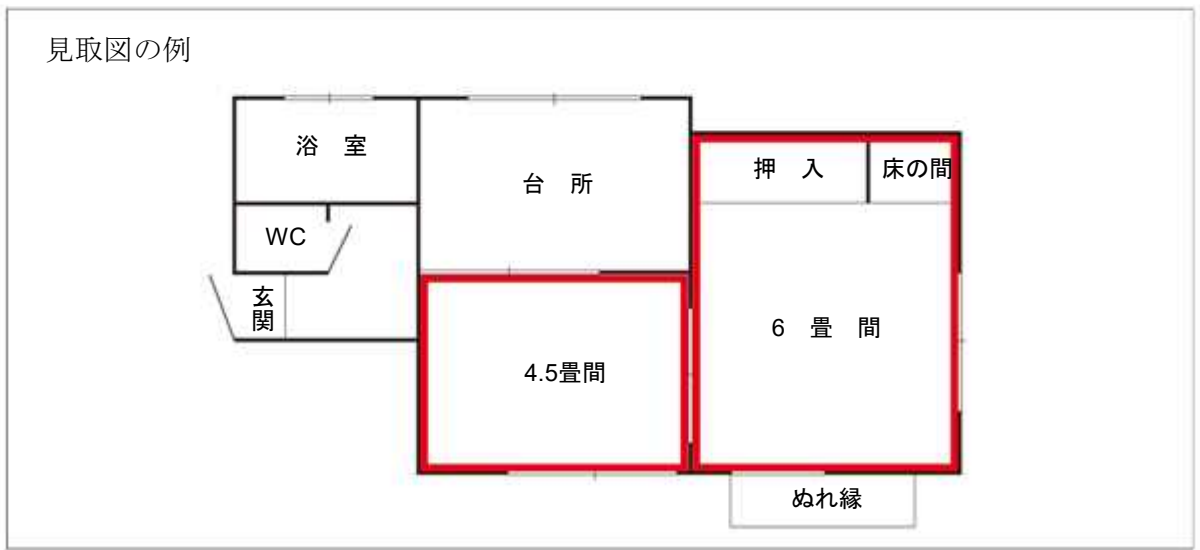 見取図の例
浴 室
台 所
押 入
床の間
WC
玄関
6 畳 間
4.5畳間
ぬれ縁